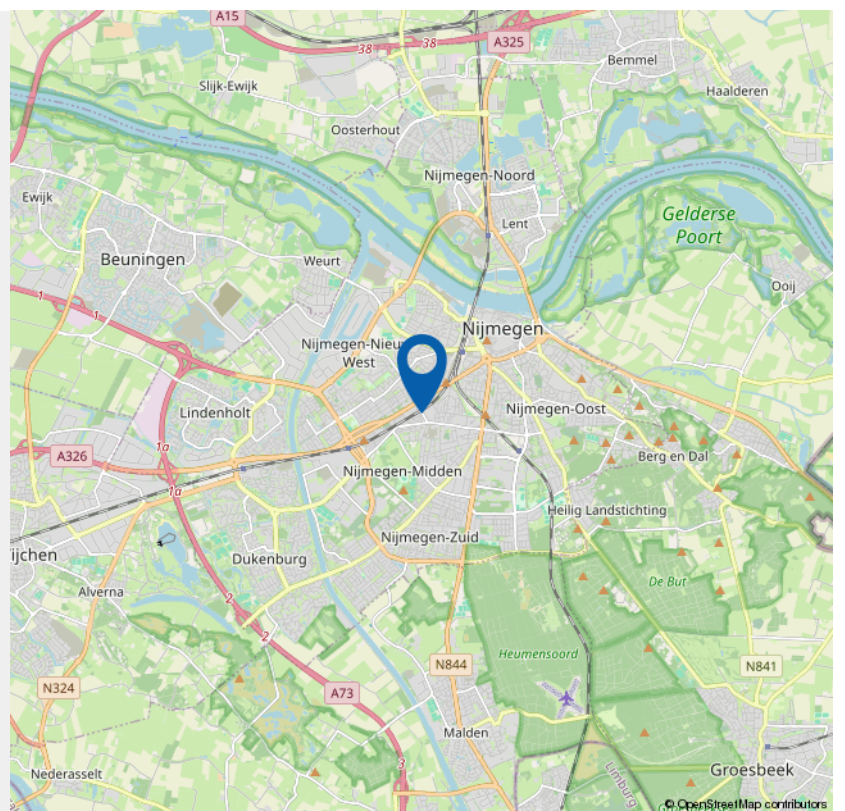 A15
38
38
A325
Bemmel
Slijk-Ewijk
Haalderen
Oosterhout
Nijmegen-Noord
Ewijk
Gelderse
Poort
Lent
Beuningen
Weurt
Ooij
1
1
Nijmegen
Nijmegen-Nieu
West
Lindenholt
Nijmegen-Oost
1a
A326
Berg en Dal
Nijmegen-Midden
1a
Heilig Landstichting
Nijmegen-Zuid
ijchen
Dukenburg
De But
Alverna
2
2
Heumensoord
N844
N841
N324
A73
Malden
3
Limburg
Groesbeek
Nederasselt
© OpenStreetMap contributors